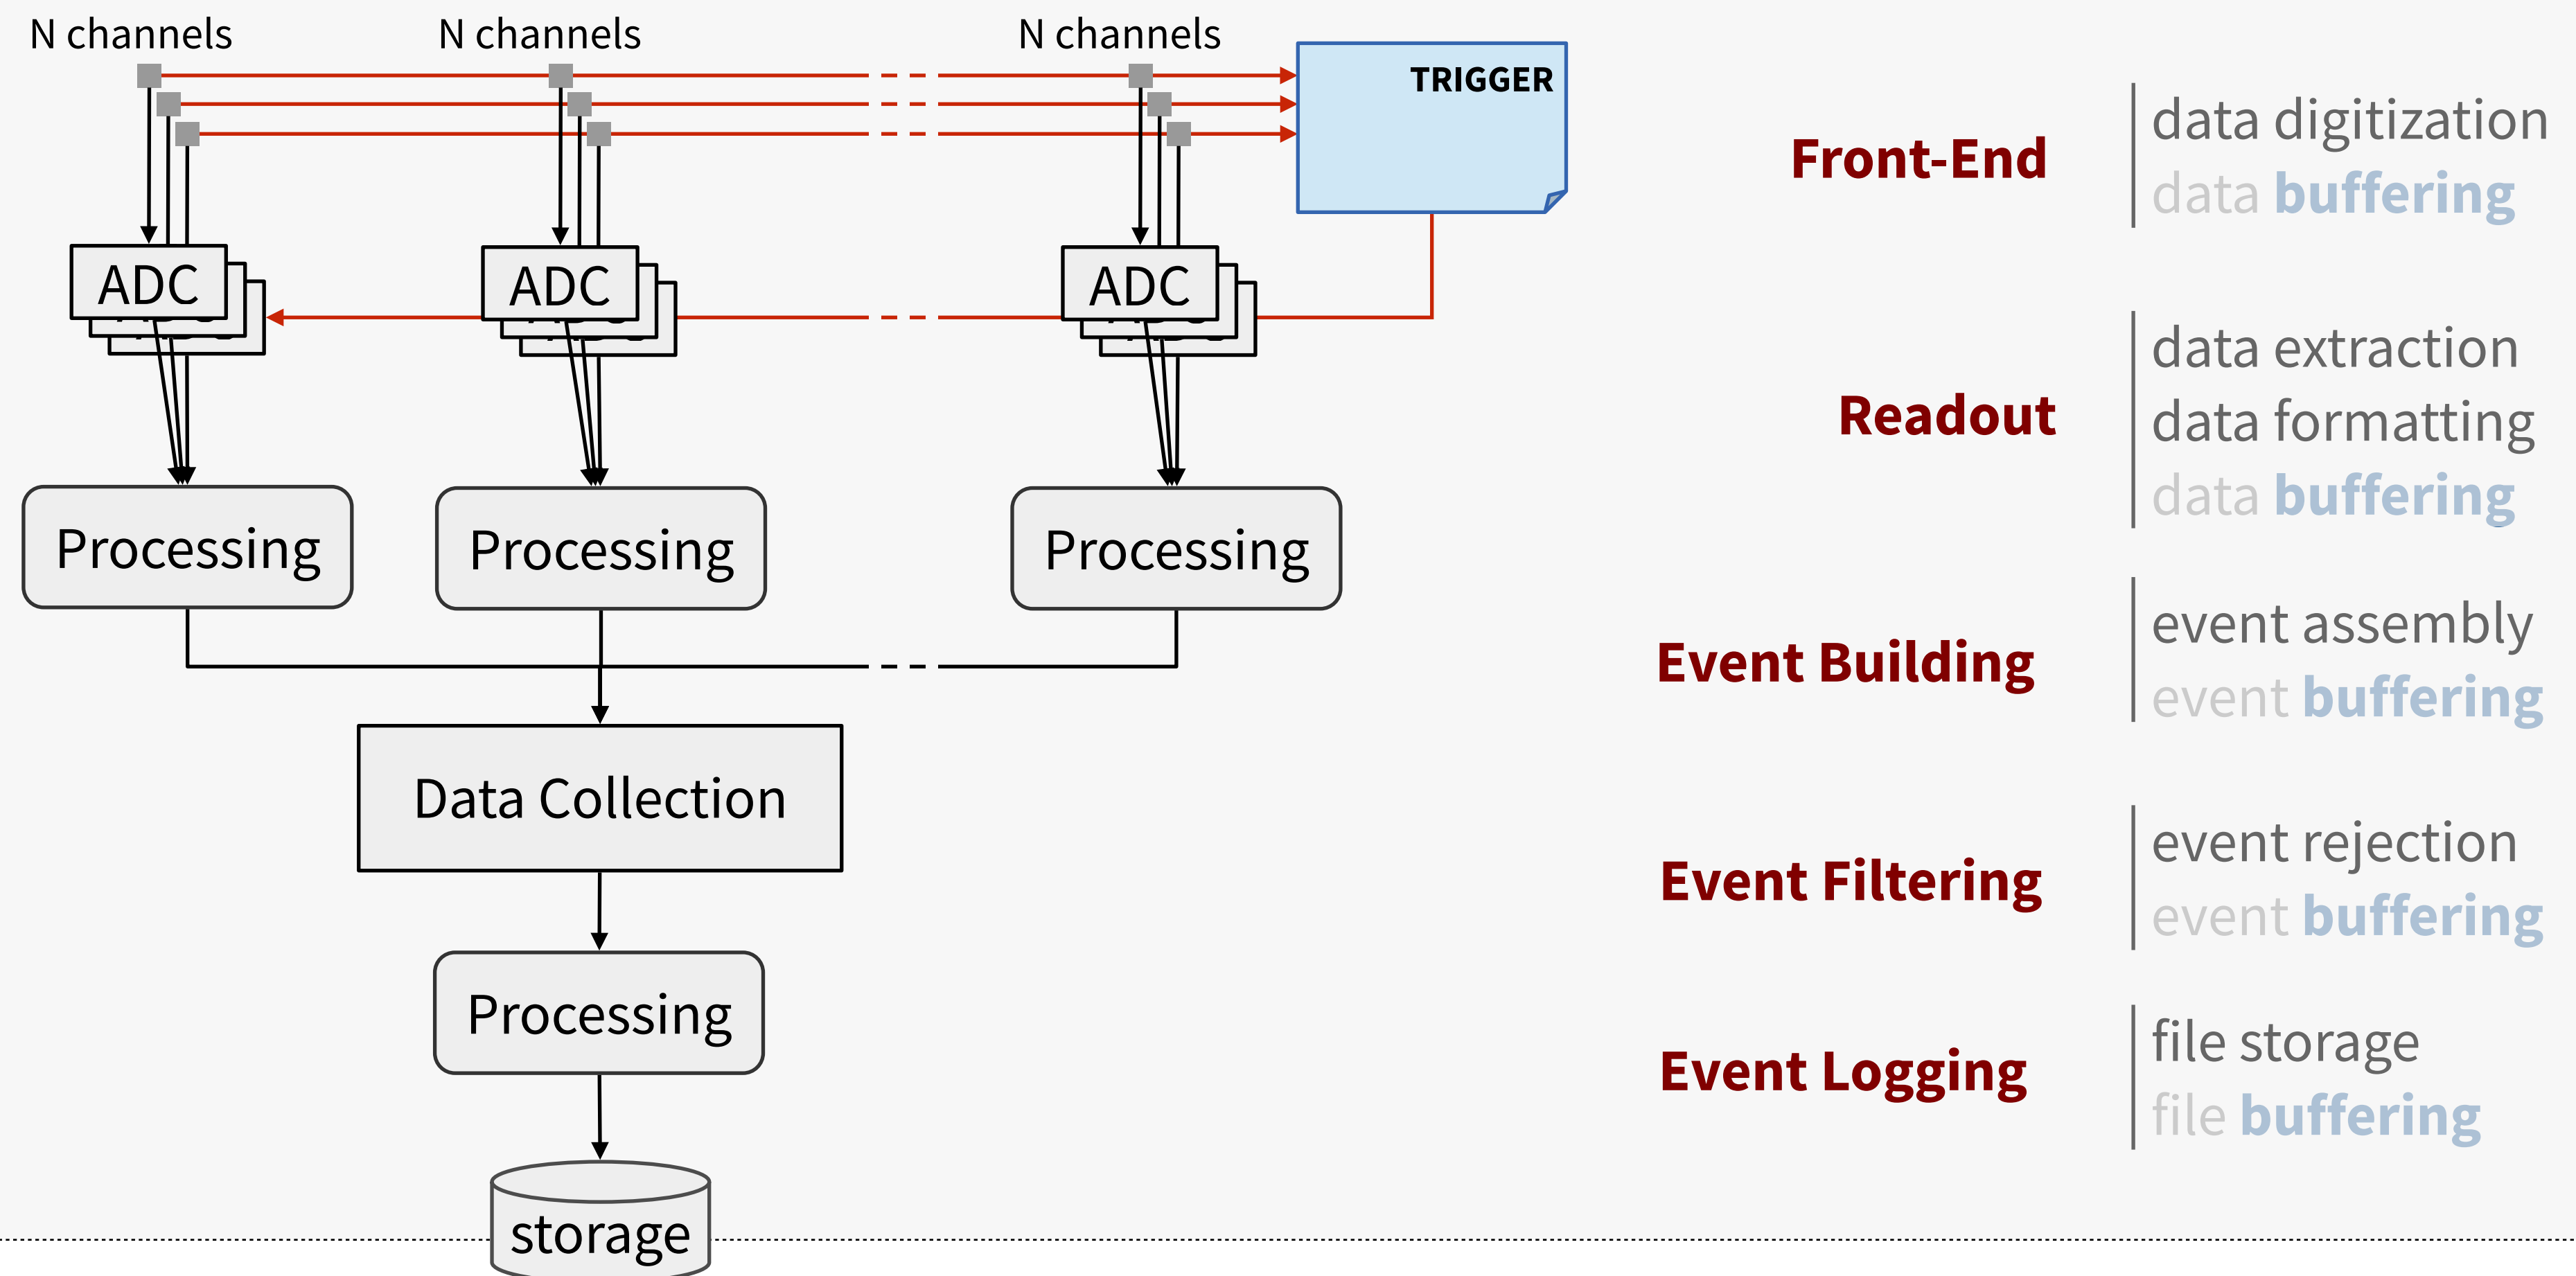 N channels
N channels
N channels
TRIGGER
ADC
ADC
ADC
Processing
Processing
Processing
Data Collection
Processing
storage
Front-End
data digitization
data buffering
Readout
data extraction
data formatting
data buffering
Event Building
event assembly
event buffering
Event Filtering
event rejection
event buffering
Event Logging
file storage
file buffering